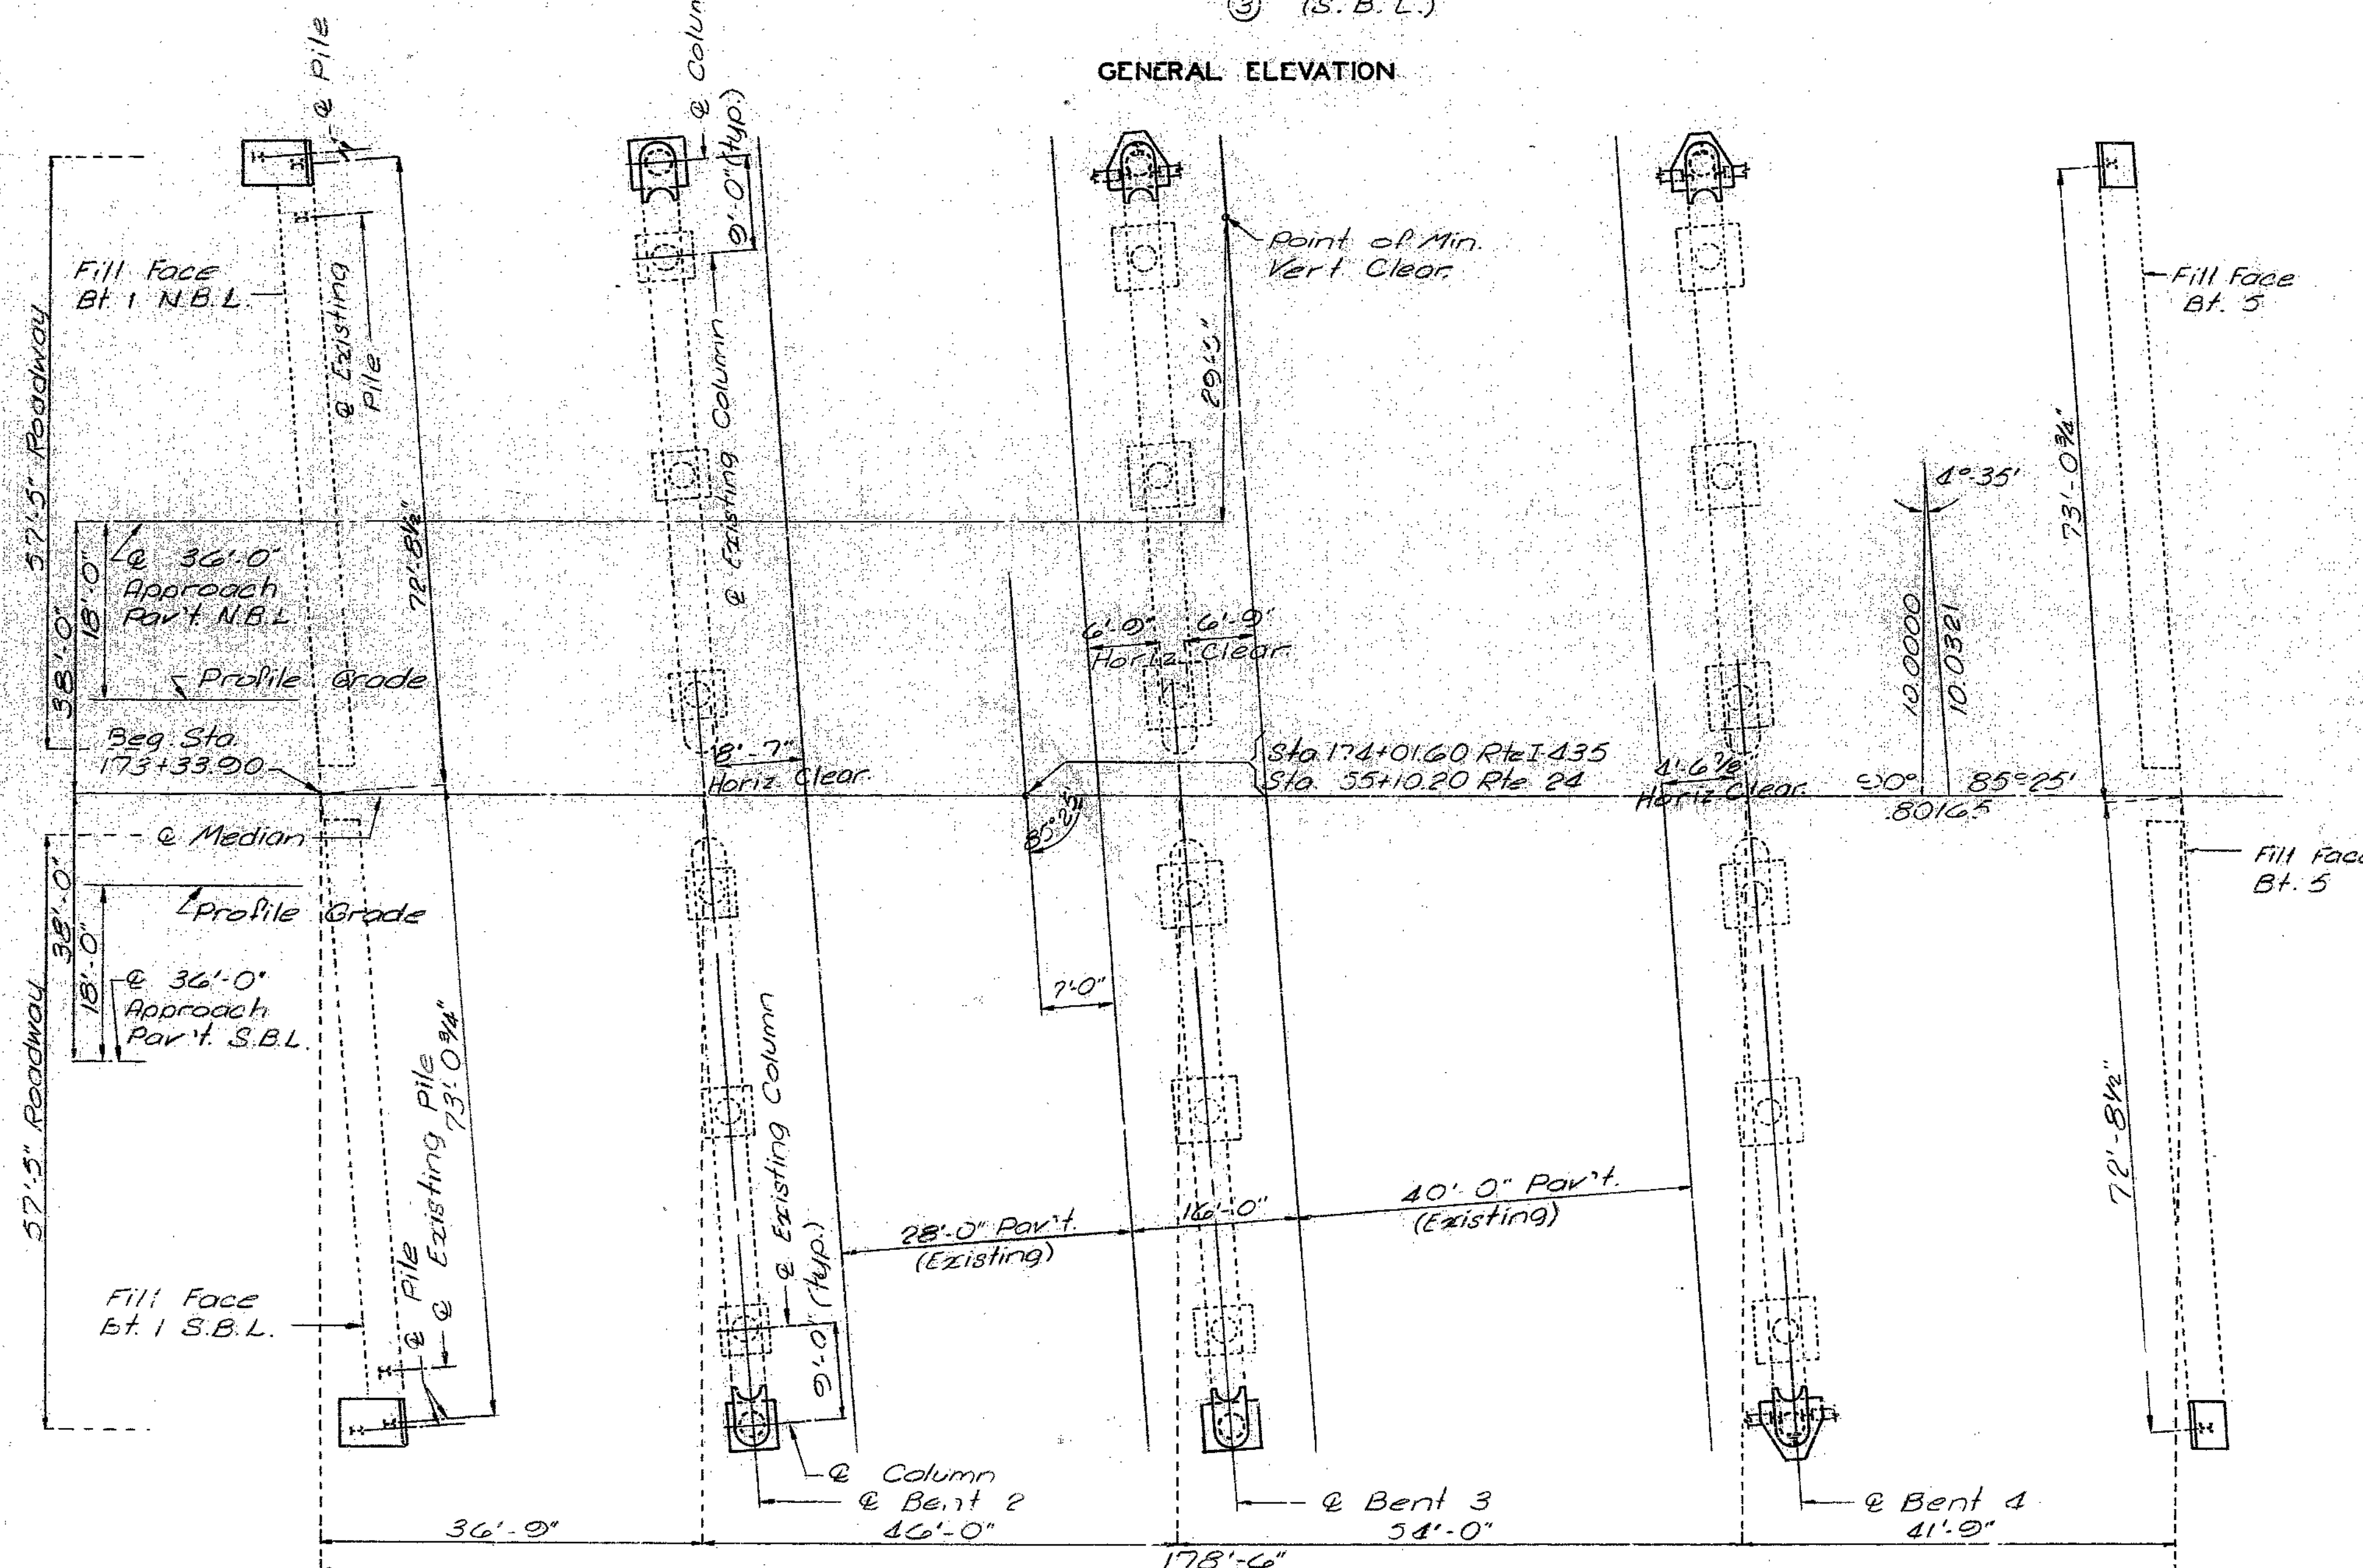 ③ (S.B.L.)
GENERAL ELEVATION
℄ Pile
℄ Colum
9'-0" (typ.)
Fill Face
Bt. 1 N.B.L.
℄ Existing
Pile
℄ Existing Column
Point of Min.
Vert. Clear.
Fill Face
Bt. 5
57'-5" Roadway
72'-8½"
73'-0¾"
4°-35'
℄ 36'-0"
Approach
Pav't. N.B.L.
18'-0"
38'-0"
Profile Grade
6'-9" 6'-9"
Horiz. Clear.
10.0000
10.0321
Beg. Sta.
173+33.90
8'-7"
Horiz. Clear.
Sta. 174+01.60 Rte I-435
Sta. 55+10.20 Rte. 24
4'-6⅞"
Horiz. Clear.
90° 85°25'
.80165
℄ Median
85°25'
Fill Face
Bt. 5
Profile Grade
38'-0"
18'-0"
℄ 36'-0"
Approach
Pav't. S.B.L.
7'-0"
57'-5" Roadway
73'-0¾"
℄ Existing Column
9'-0" (typ.)
72'-8½"
28'-0" Pav't.
(Existing)
16'-0"
40'-0" Pav't.
(Existing)
℄ Pile
℄ Existing Pile
Fill Face
Bt. 1 S.B.L.
℄ Column
℄ Bent 2
℄ Bent 3
℄ Bent 4
36'-9" 46'-0" 54'-0" 41'-9"
178'-6"